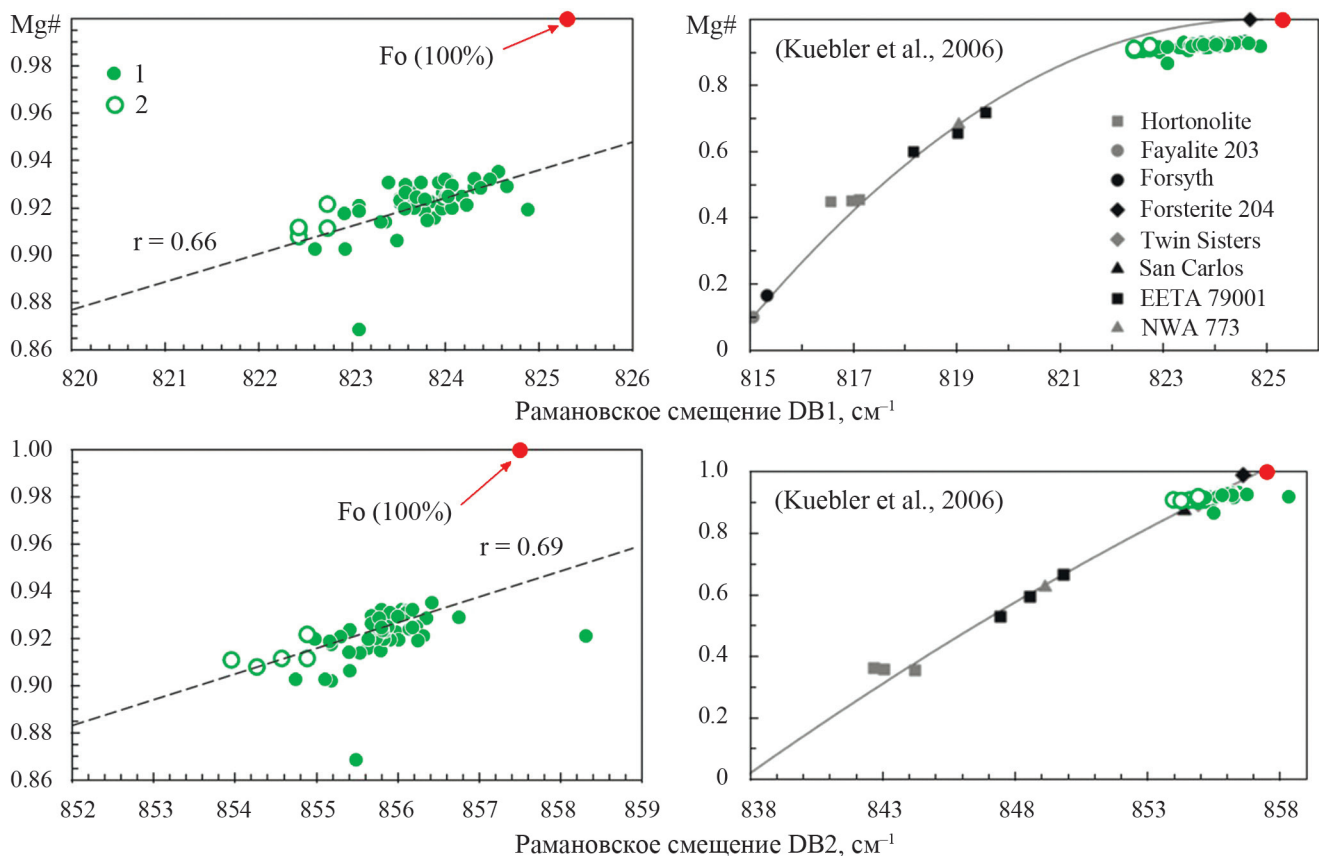 Mg#
0.98
0.96
0.94
0.92
0.90
0.88
0.86
Fo (100%)
1
2
r = 0.66
820 821 822 823 824 825 826
Mg#
(Kuebler et al., 2006)
0.8
0.6
0.4
0.2
0
Hortonolite
Fayalite 203
Forsyth
Forsterite 204
Twin Sisters
San Carlos
EETA 79001
NWA 773
815 817 819 821 823 825
Рамановское смещение DB1, см⁻¹
1.00
0.98
0.96
0.94
0.92
0.90
0.88
0.86
Fo (100%)
r = 0.69
852 853 854 855 856 857 858 859
(Kuebler et al., 2006)
1.0
0.8
0.6
0.4
0.2
0
838 843 848 853 858
Рамановское смещение DB2, см⁻¹